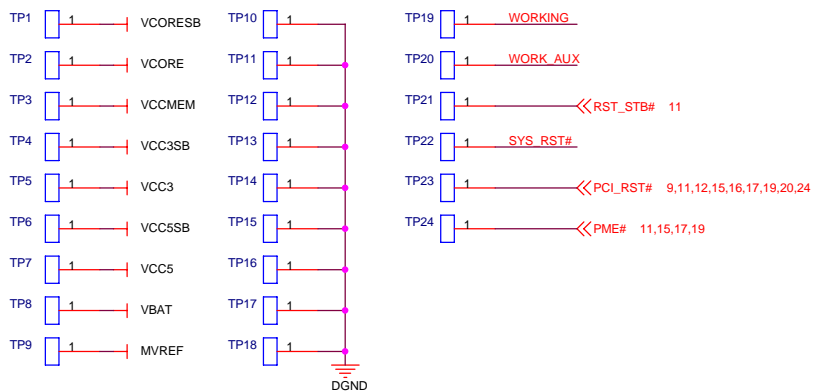 TP1 1 VCORESB TP10 1 TP19 1 WORKING
TP2 1 VCORE TP11 1 TP20 1 WORK_AUX
TP3 1 VCCMEM TP12 1 TP21 1 RST_STB# 11
TP4 1 VCC3SB TP13 1 TP22 1 SYS_RST#
TP5 1 VCC3 TP14 1 TP23 1 PCI_RST# 9,11,12,15,16,17,19,20,24
TP6 1 VCC5SB TP15 1 TP24 1 PME# 11,15,17,19
TP7 1 VCC5 TP16 1
TP8 1 VBAT TP17 1
TP9 1 MVREF TP18 1
DGND